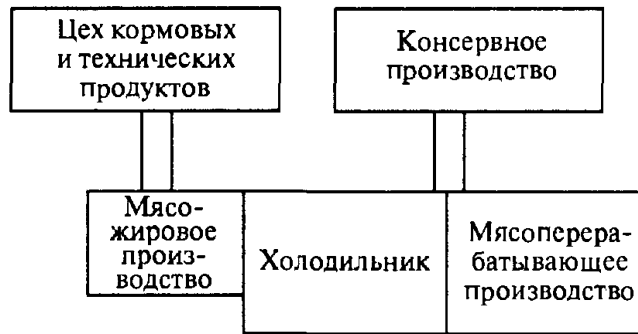 Цех кормовых
и технических
продуктов
Консервное
производство
Мясо-
жировое
произ-
водство
Холодильник
Мясоперера-
батывающее
производство